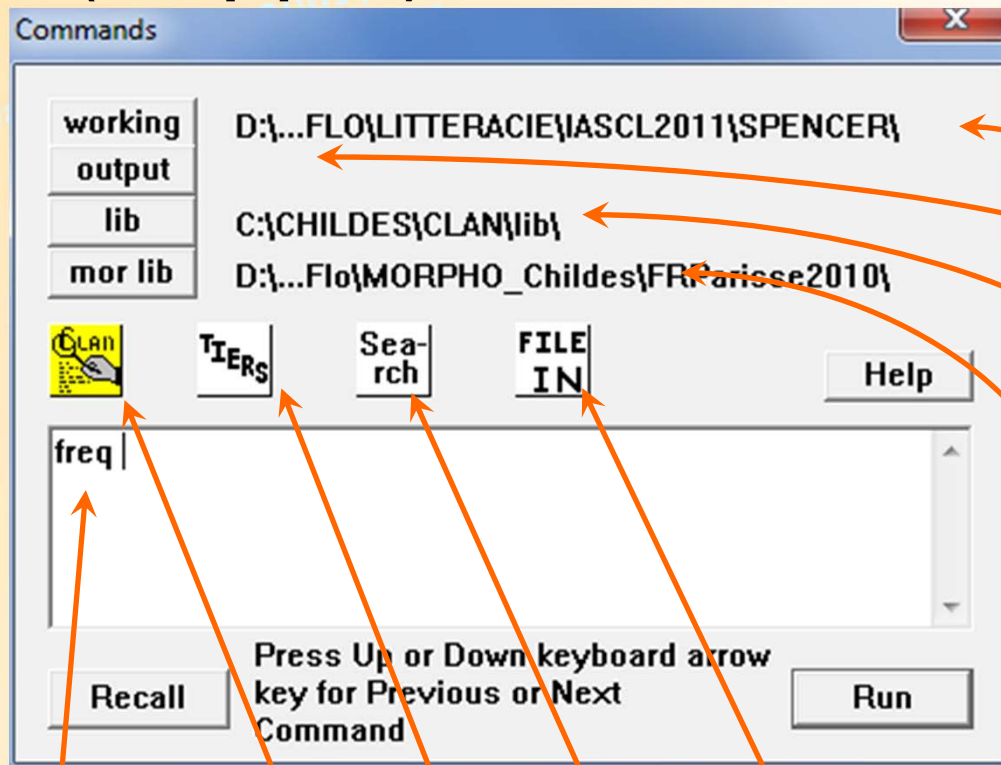 Commands
working D:\...FLO\LITTERACIE\IASCL2011\SPENCER\
output
lib C:\CHILDES\CLAN\lib\
mor lib D:\...Flo\MORPHO_Childes\FRParisse2010\
CLAN TIERS Sea-rch FILE IN Help
freq
Recall Press Up or Down keyboard arrow key for Previous or Next Command Run